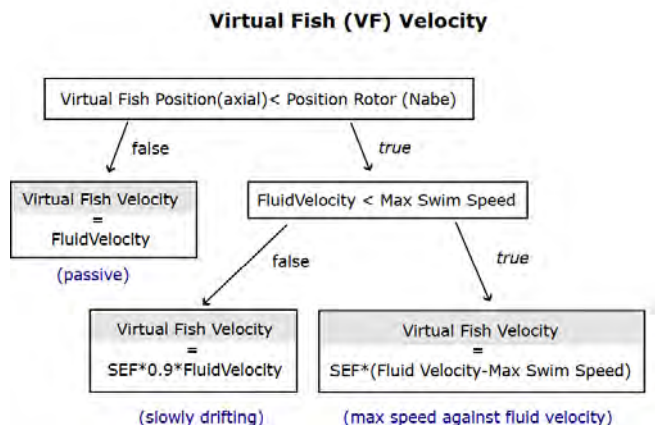 Virtual Fish (VF) Velocity
Virtual Fish Position(axial)< Position Rotor (Nabe)
false
true
Virtual Fish Velocity
=
FluidVelocity
(passive)
FluidVelocity < Max Swim Speed
false
true
Virtual Fish Velocity
=
SEF*0.9*FluidVelocity
(slowly drifting)
Virtual Fish Velocity
=
SEF*(Fluid Velocity-Max Swim Speed)
(max speed against fluid velocity)